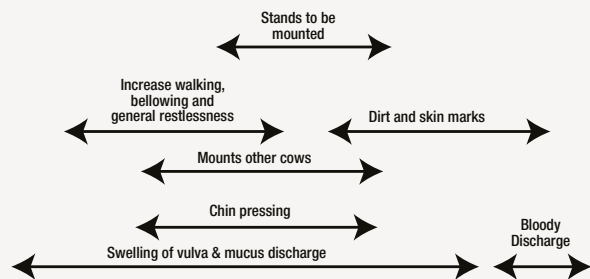 Stands to be
mounted
Increase walking,
bellowing and
general restlessness
Dirt and skin marks
Mounts other cows
Chin pressing
Bloody
Discharge
Swelling of vulva & mucus discharge